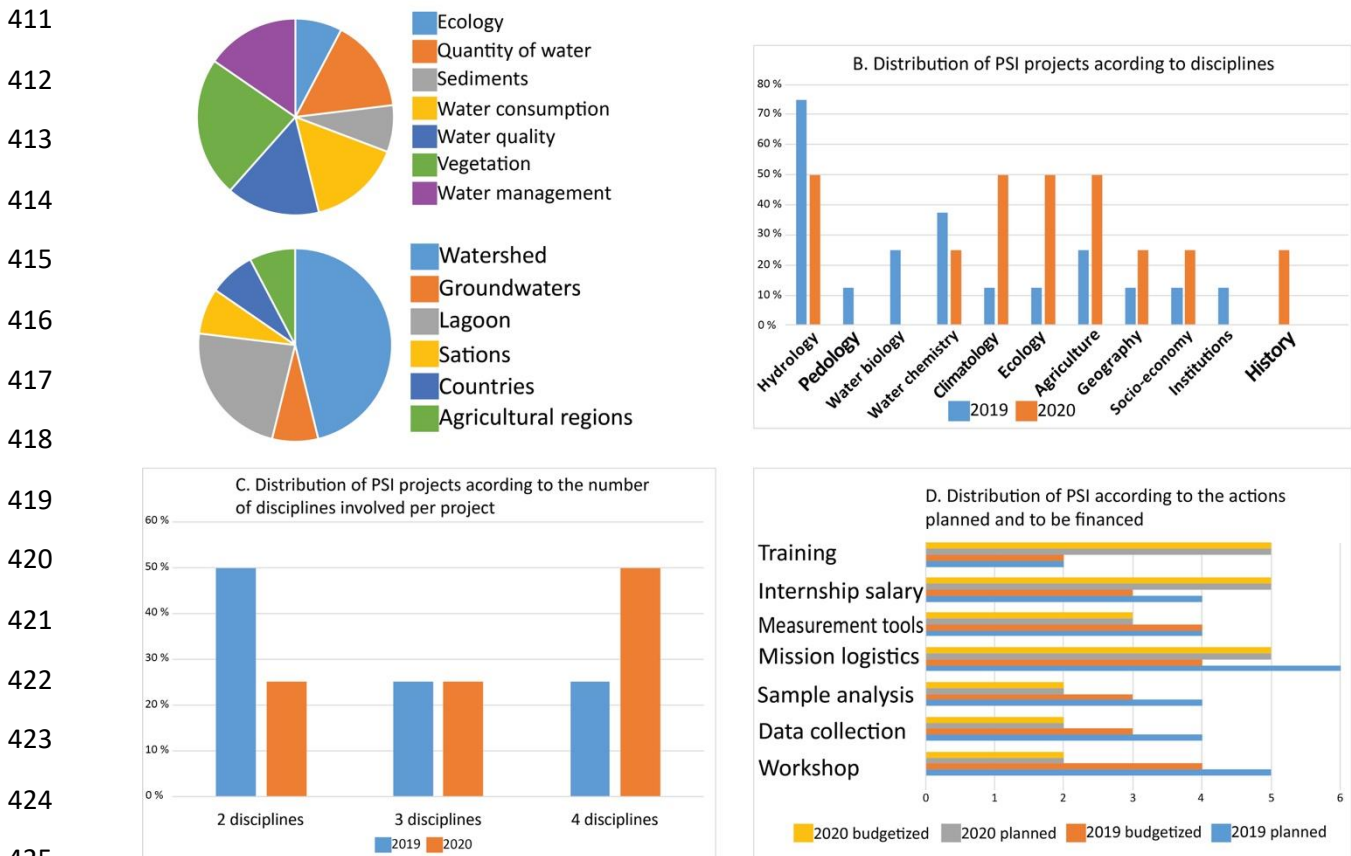 411
412
413
414
415
416
417
418
419
420
421
422
423
424
Ecology
Quantity of water
Sediments
Water consumption
Water quality
Vegetation
Water management
Watershed
Groundwaters
Lagoon
Sations
Countries
Agricultural regions
B. Distribution of PSI projects acording to disciplines
80 %
70 %
60 %
50 %
40 %
30 %
20 %
10 %
0 %
Hydrology
Pedology
Water biology
Water chemistry
Climatology
Ecology
Agriculture
Geography
Socio-economy
Institutions
History
2019 2020
C. Distribution of PSI projects acording to the number
of disciplines involved per project
60 %
50 %
40 %
30 %
20 %
10 %
0 %
2 disciplines 3 disciplines 4 disciplines
2019 2020
D. Distribution of PSI according to the actions
planned and to be financed
Training
Internship salary
Measurement tools
Mission logistics
Sample analysis
Data collection
Workshop
0 1 2 3 4 5 6
2020 budgetized 2020 planned 2019 budgetized 2019 planned